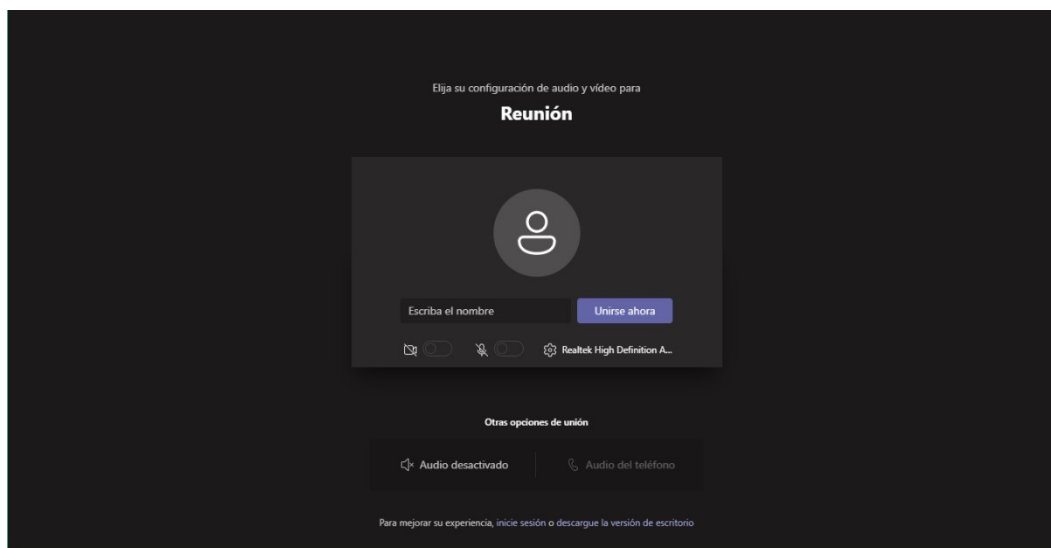 Elija su configuración de audio y vídeo para
Reunión
Escriba el nombre
Unirse ahora
Realtek High Definition A...
Otras opciones de unión
Audio desactivado
Audio del teléfono
Para mejorar su experiencia, inicie sesión o descargue la versión de escritorio